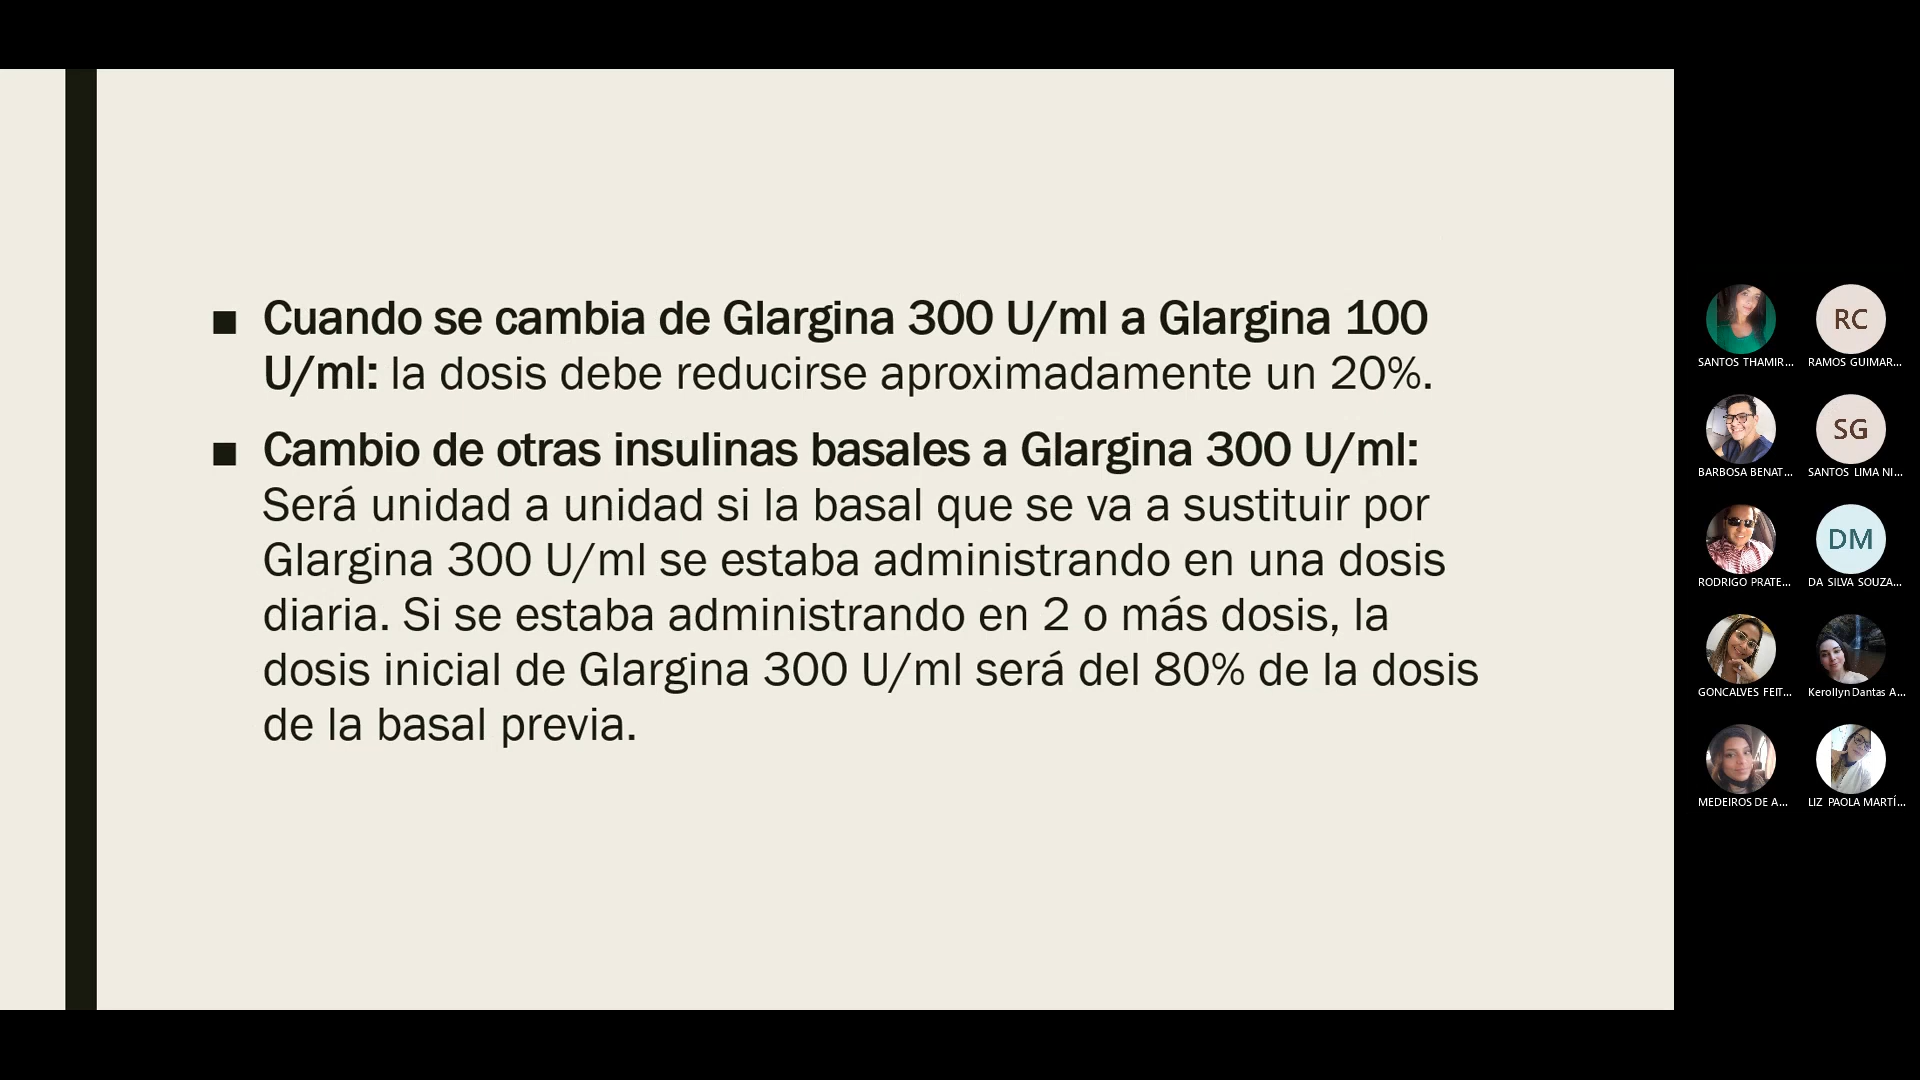 ■ Cuando se cambia de Glargina 300 U/ml a Glargina 100
U/ml: la dosis debe reducirse aproximadamente un 20%.
■ Cambio de otras insulinas basales a Glargina 300 U/ml:
Será unidad a unidad si la basal que se va a sustituir por
Glargina 300 U/ml se estaba administrando en una dosis
diaria. Si se estaba administrando en 2 o más dosis, la
dosis inicial de Glargina 300 U/ml será del 80% de la dosis
de la basal previa.
RC
SANTOS THAMIR... RAMOS GUIMAR...
SG
BARBOSA BENAT... SANTOS LIMA NI...
DM
RODRIGO PRATE... DA SILVA SOUZA...
GONCALVES FEIT... Kerollyn Dantas A...
MEDEIROS DE A... LIZ PAOLA MARTÍ...